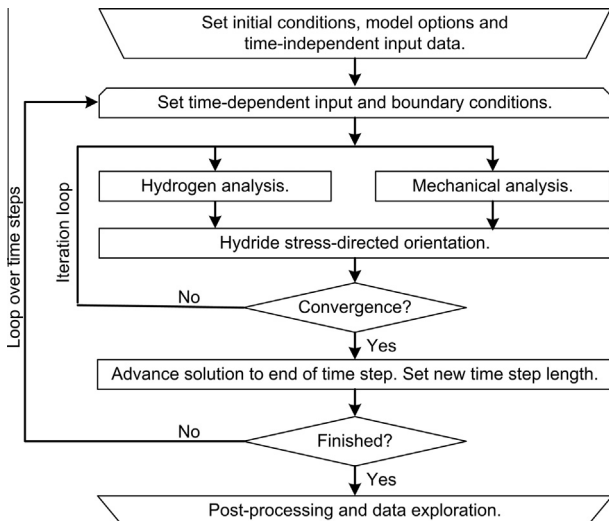 Set initial conditions, model options and
time-independent input data.
Set time-dependent input and boundary conditions.
Hydrogen analysis.
Mechanical analysis.
Hydride stress-directed orientation.
Convergence?
No
Yes
Advance solution to end of time step. Set new time step length.
Finished?
No
Yes
Post-processing and data exploration.
Iteration loop
Loop over time steps